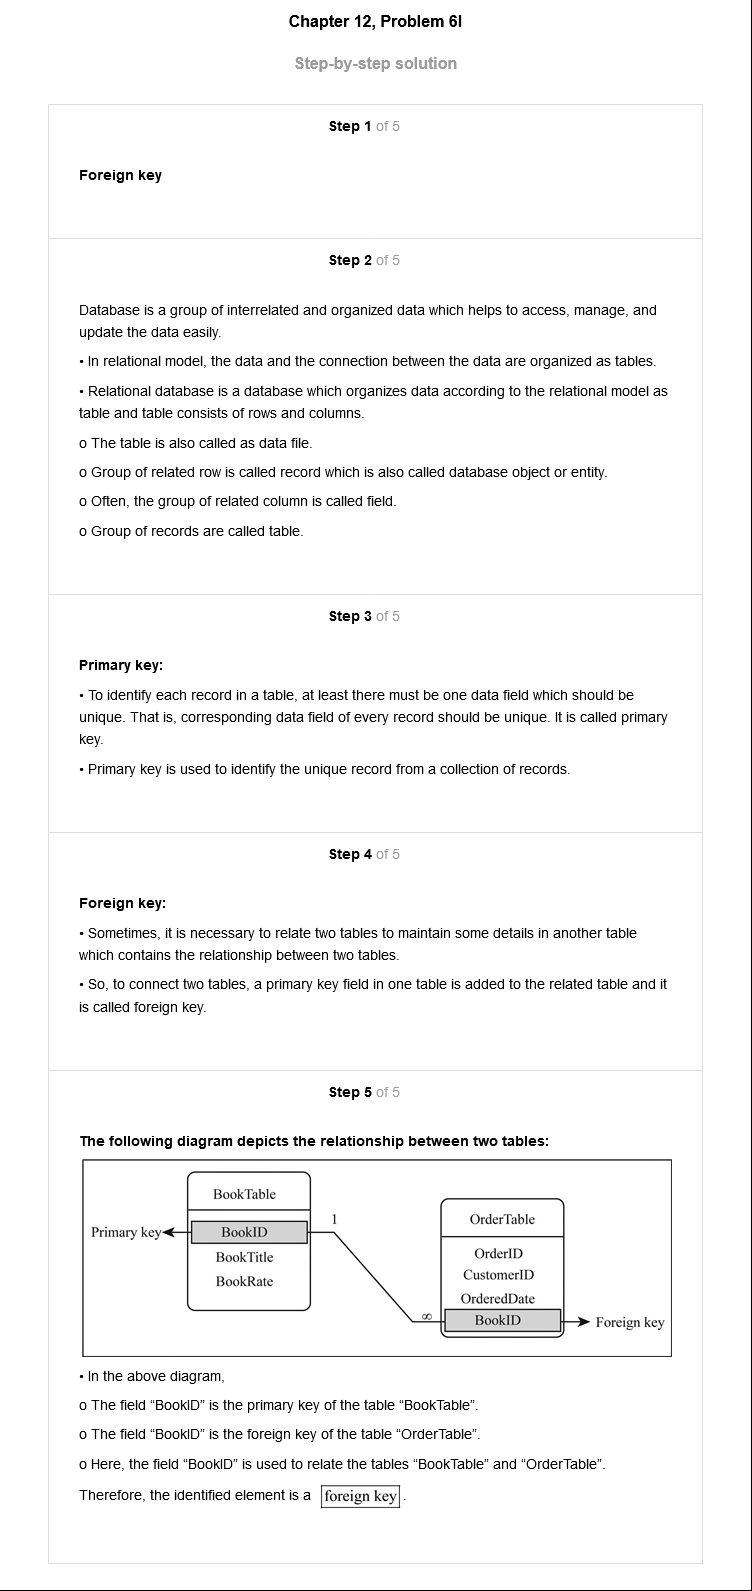 Chapter 12, Problem 6I
Step-by-step solution
Step 1 of 5
Foreign key
Step 2 of 5
Database is a group of interrelated and organized data which helps to access, manage, and
update the data easily.
• In relational model, the data and the connection between the data are organized as tables.
• Relational database is a database which organizes data according to the relational model as
table and table consists of rows and columns.
o The table is also called as data file.
o Group of related row is called record which is also called database object or entity.
o Often, the group of related column is called field.
o Group of records are called table.
Step 3 of 5
Primary key:
• To identify each record in a table, at least there must be one data field which should be
unique. That is, corresponding data field of every record should be unique. It is called primary
key.
• Primary key is used to identify the unique record from a collection of records.
Step 4 of 5
Foreign key:
• Sometimes, it is necessary to relate two tables to maintain some details in another table
which contains the relationship between two tables.
• So, to connect two tables, a primary key field in one table is added to the related table and it
is called foreign key.
Step 5 of 5
The following diagram depicts the relationship between two tables:
BookTable
Primary key
BookID
BookTitle
BookRate
1
∞
OrderTable
OrderID
CustomerID
OrderedDate
BookID
Foreign key
• In the above diagram,
o The field “BookID” is the primary key of the table “BookTable”.
o The field “BookID” is the foreign key of the table “OrderTable”.
o Here, the field “BookID” is used to relate the tables “BookTable” and “OrderTable”.
Therefore, the identified element is a foreign key.